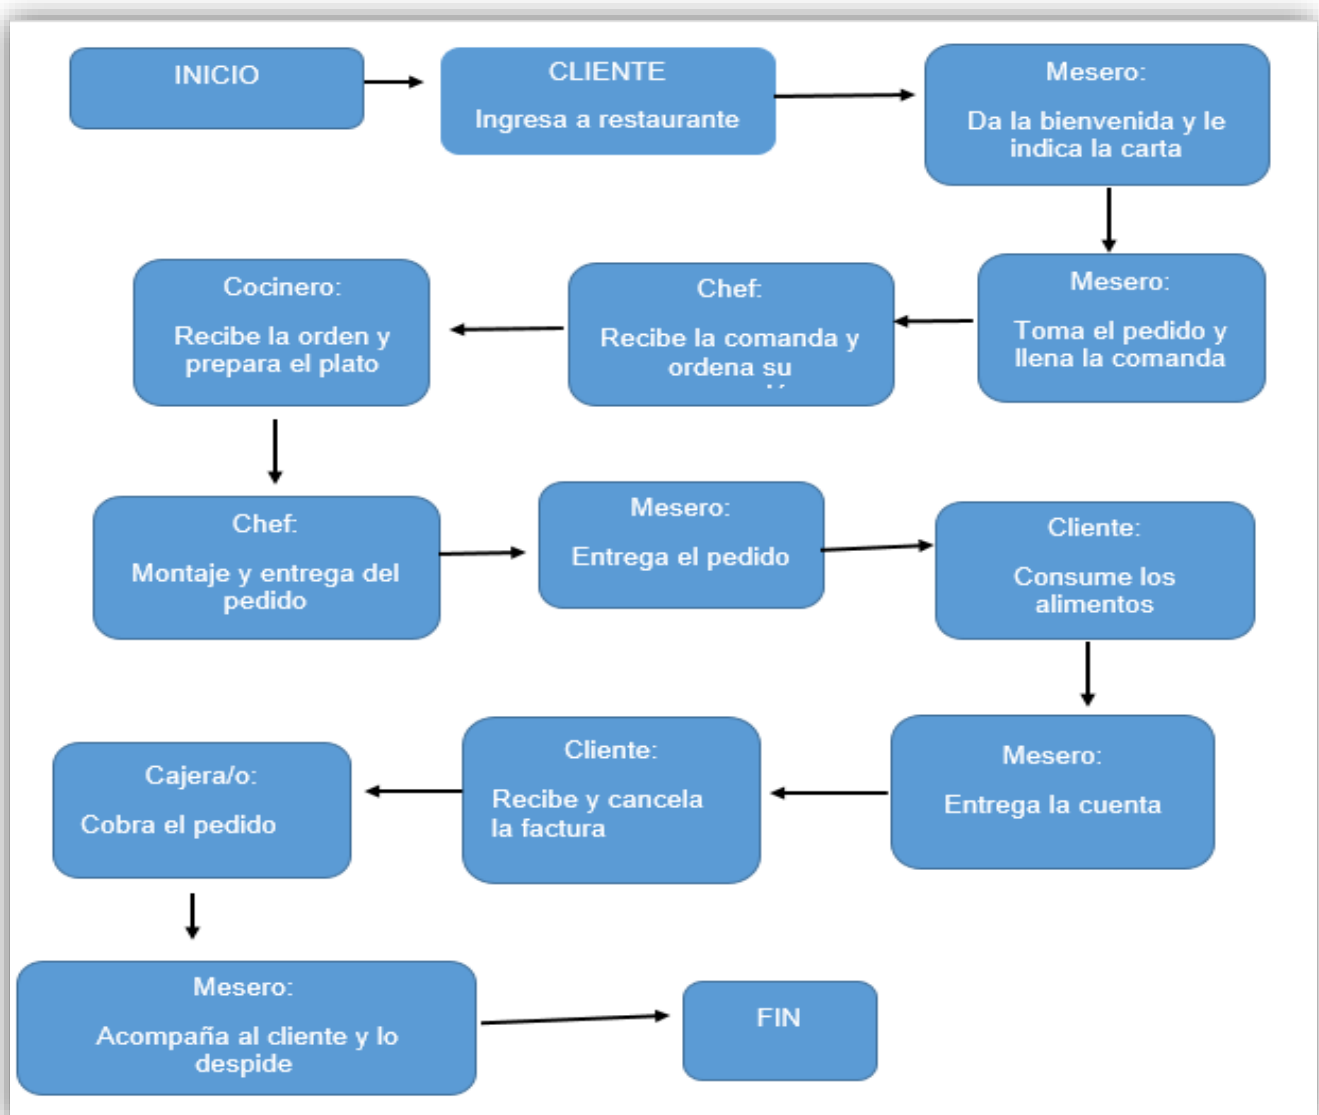 INICIO
CLIENTE
Ingresa a restaurante
Mesero:
Da la bienvenida y le
indica la carta
Mesero:
Toma el pedido y
llena la comanda
Chef:
Recibe la comanda y
ordena su
Cocinero:
Recibe la orden y
prepara el plato
Chef:
Montaje y entrega del
pedido
Mesero:
Entrega el pedido
Cliente:
Consume los
alimentos
Mesero:
Entrega la cuenta
Cliente:
Recibe y cancela
la factura
Cajera/o:
Cobra el pedido
Mesero:
Acompaña al cliente y lo
despide
FIN